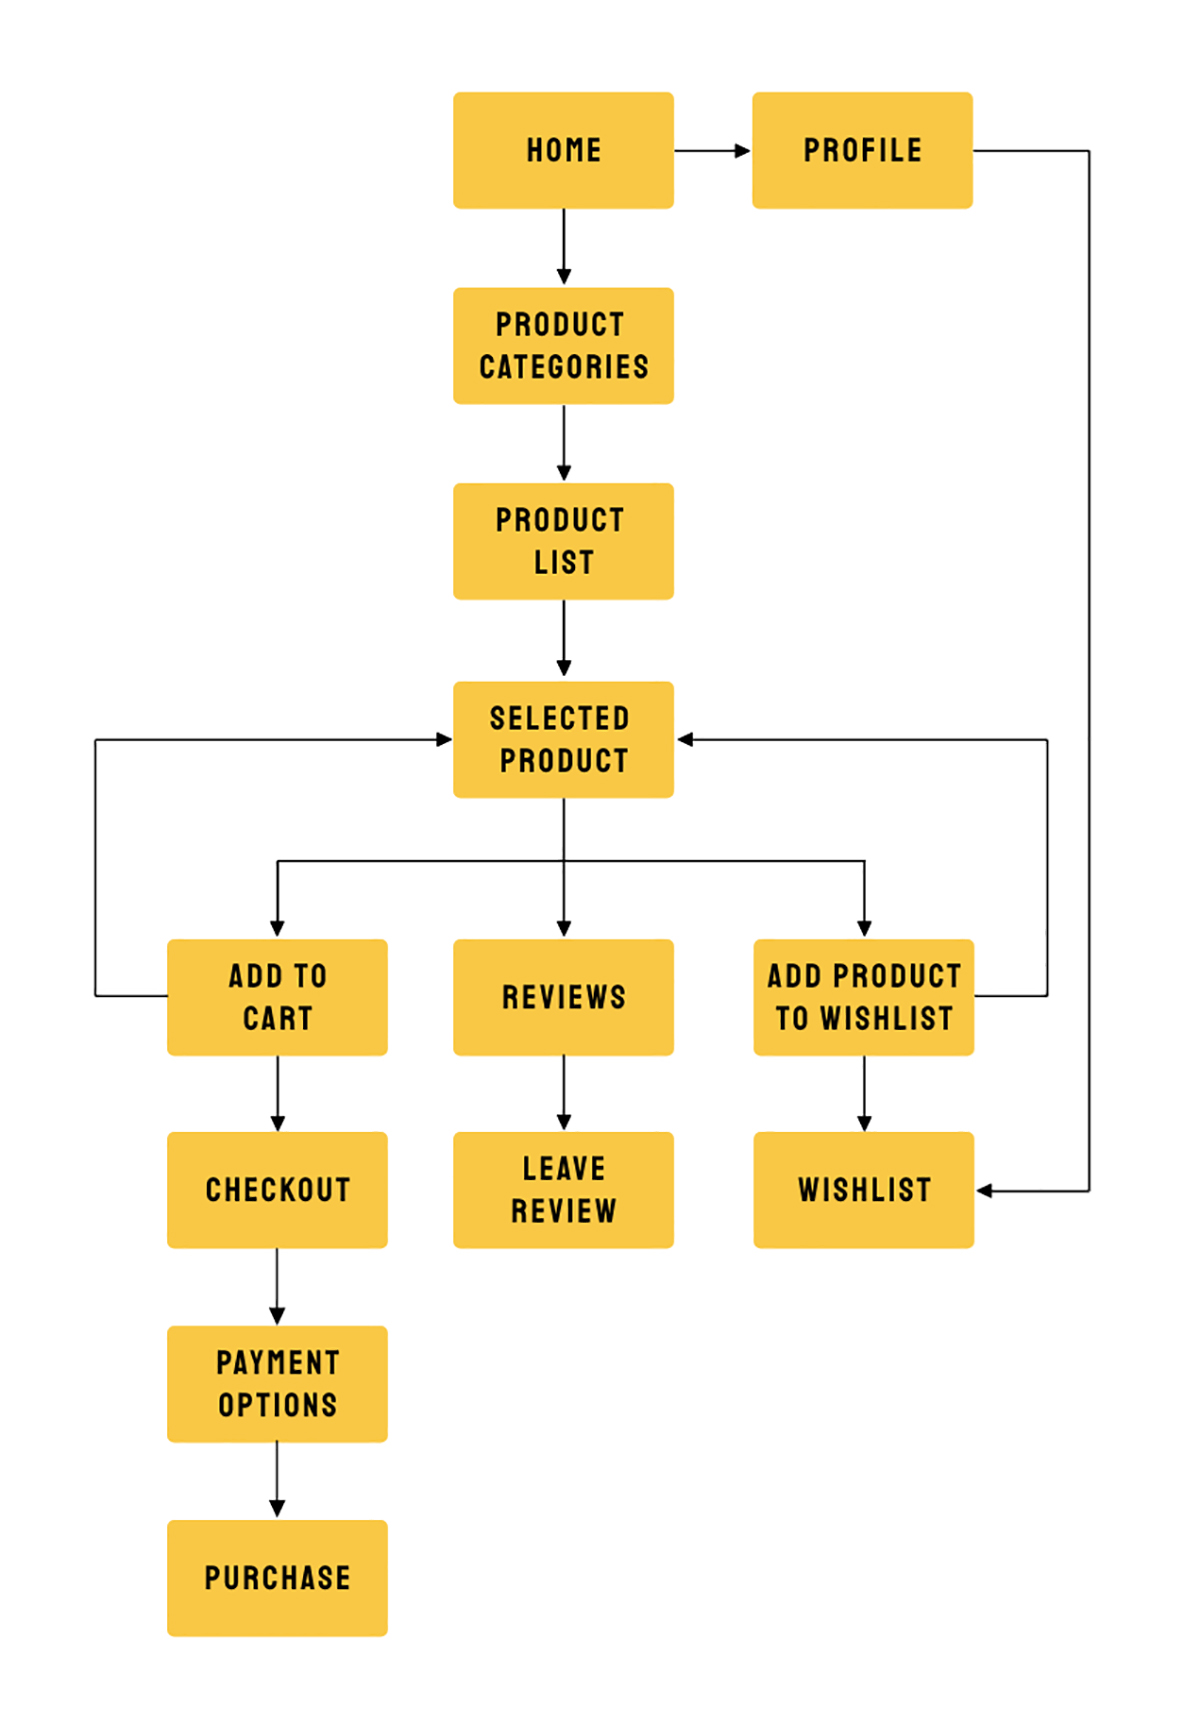 HOME
PROFILE
PRODUCT
CATEGORIES
PRODUCT
LIST
SELECTED
PRODUCT
ADD TO
CART
REVIEWS
ADD PRODUCT
TO WISHLIST
CHECKOUT
LEAVE
REVIEW
WISHLIST
PAYMENT
OPTIONS
PURCHASE